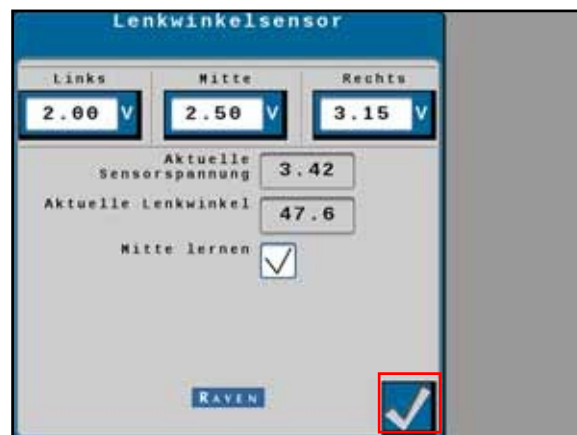 Lenkwinkelsensor
Links Mitte Rechts
2.00 V 2.50 V 3.15 V
Aktuelle
Sensorspannung 3.42
Aktuelle Lenkwinkel 47.6
Mitte lernen
RAVEN